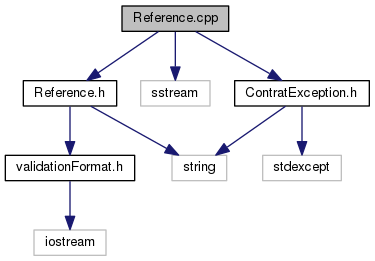 Reference.cpp
Reference.h
sstream
ContratException.h
validationFormat.h
string
stdexcept
iostream